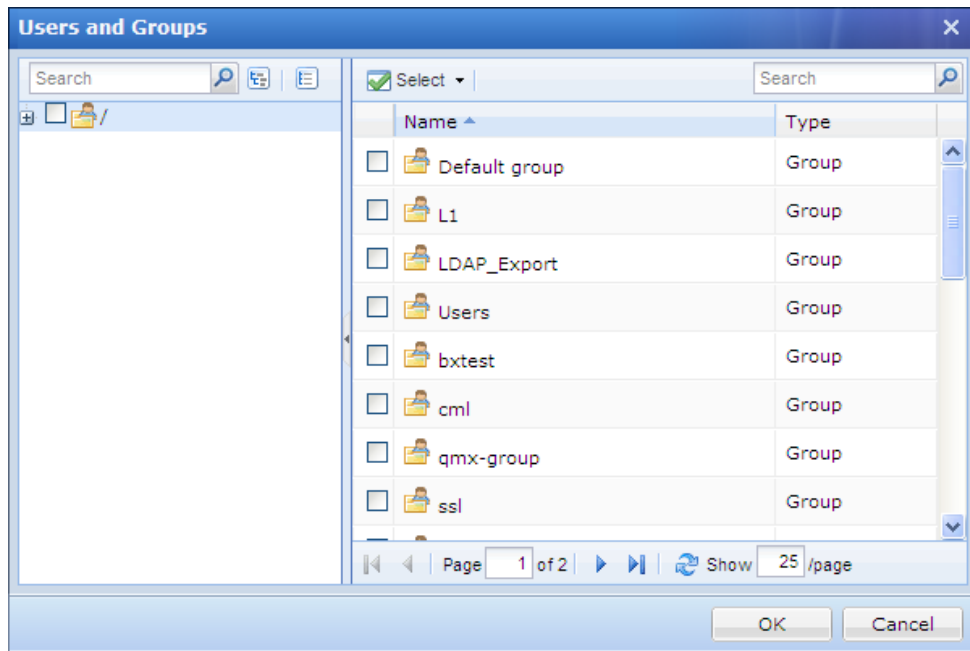 Users and Groups
Search
/
Select
Search
Name Type
Default group Group
L1 Group
LDAP_Export Group
Users Group
bxtest Group
cml Group
qmx-group Group
ssl Group
Page 1 of 2 Show 25 /page
OK Cancel